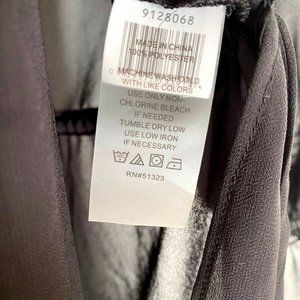 9128068
MADE IN CHINA
100% POLYESTER
MACHINE WASH COLD
WITH LIKE COLORS
USE ONLY NON-
CHLORINE BLEACH
IF NEEDED
TUMBLE DRY LOW
USE LOW IRON
IF NECESSARY
RN#51323